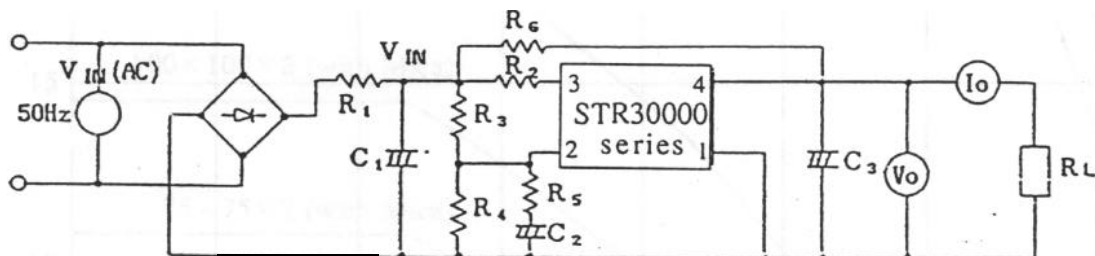 R6
VIN
VIN(AC)
50Hz
R1
R2
3
4
STR30000
series
2
1
R3
C1
R4
R5
C2
C3
Io
Vo
RL